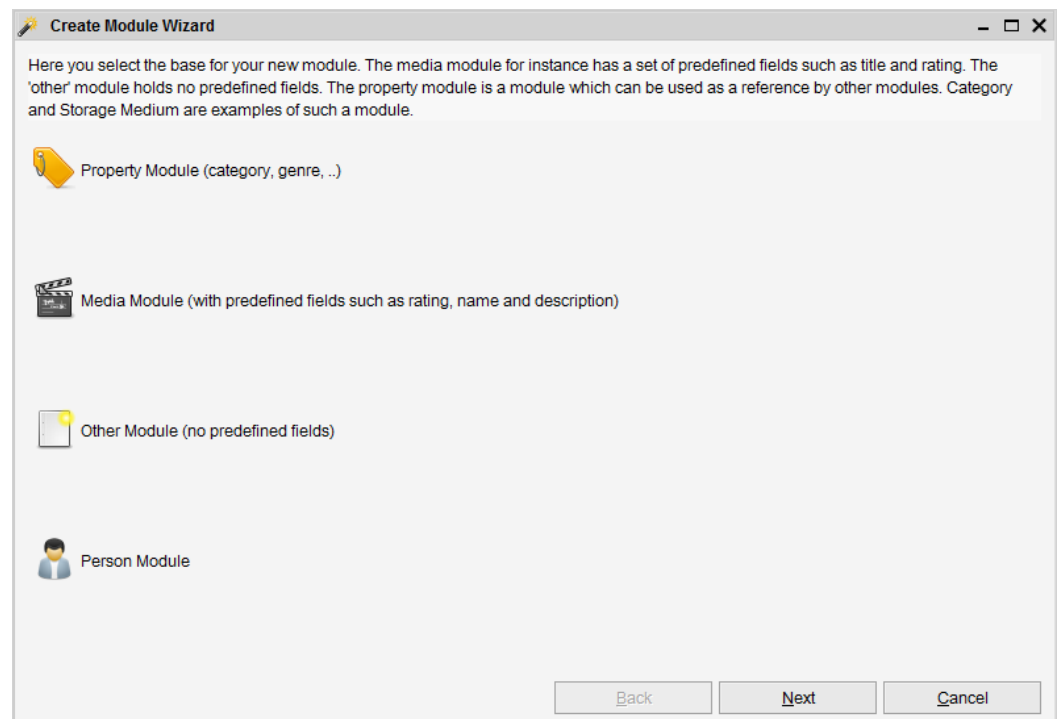 Create Module Wizard
Here you select the base for your new module. The media module for instance has a set of predefined fields such as title and rating. The
'other' module holds no predefined fields. The property module is a module which can be used as a reference by other modules. Category
and Storage Medium are examples of such a module.
Property Module (category, genre, ..)
Media Module (with predefined fields such as rating, name and description)
Other Module (no predefined fields)
Person Module
Back Next Cancel